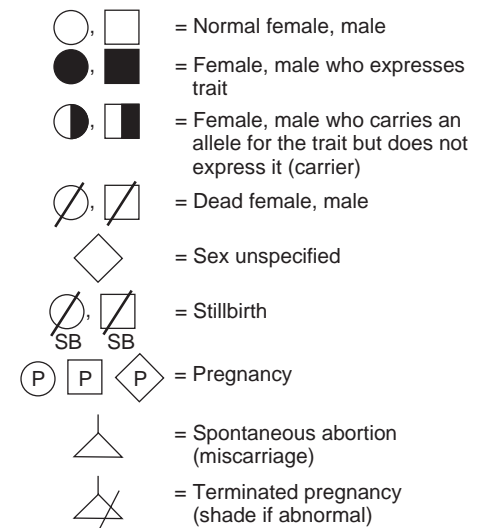 , = Normal female, male
, = Female, male who expresses
trait
, = Female, male who carries an
allele for the trait but does not
express it (carrier)
, = Dead female, male
= Sex unspecified
, = Stillbirth
SB SB
P P P = Pregnancy
= Spontaneous abortion
(miscarriage)
= Terminated pregnancy
(shade if abnormal)